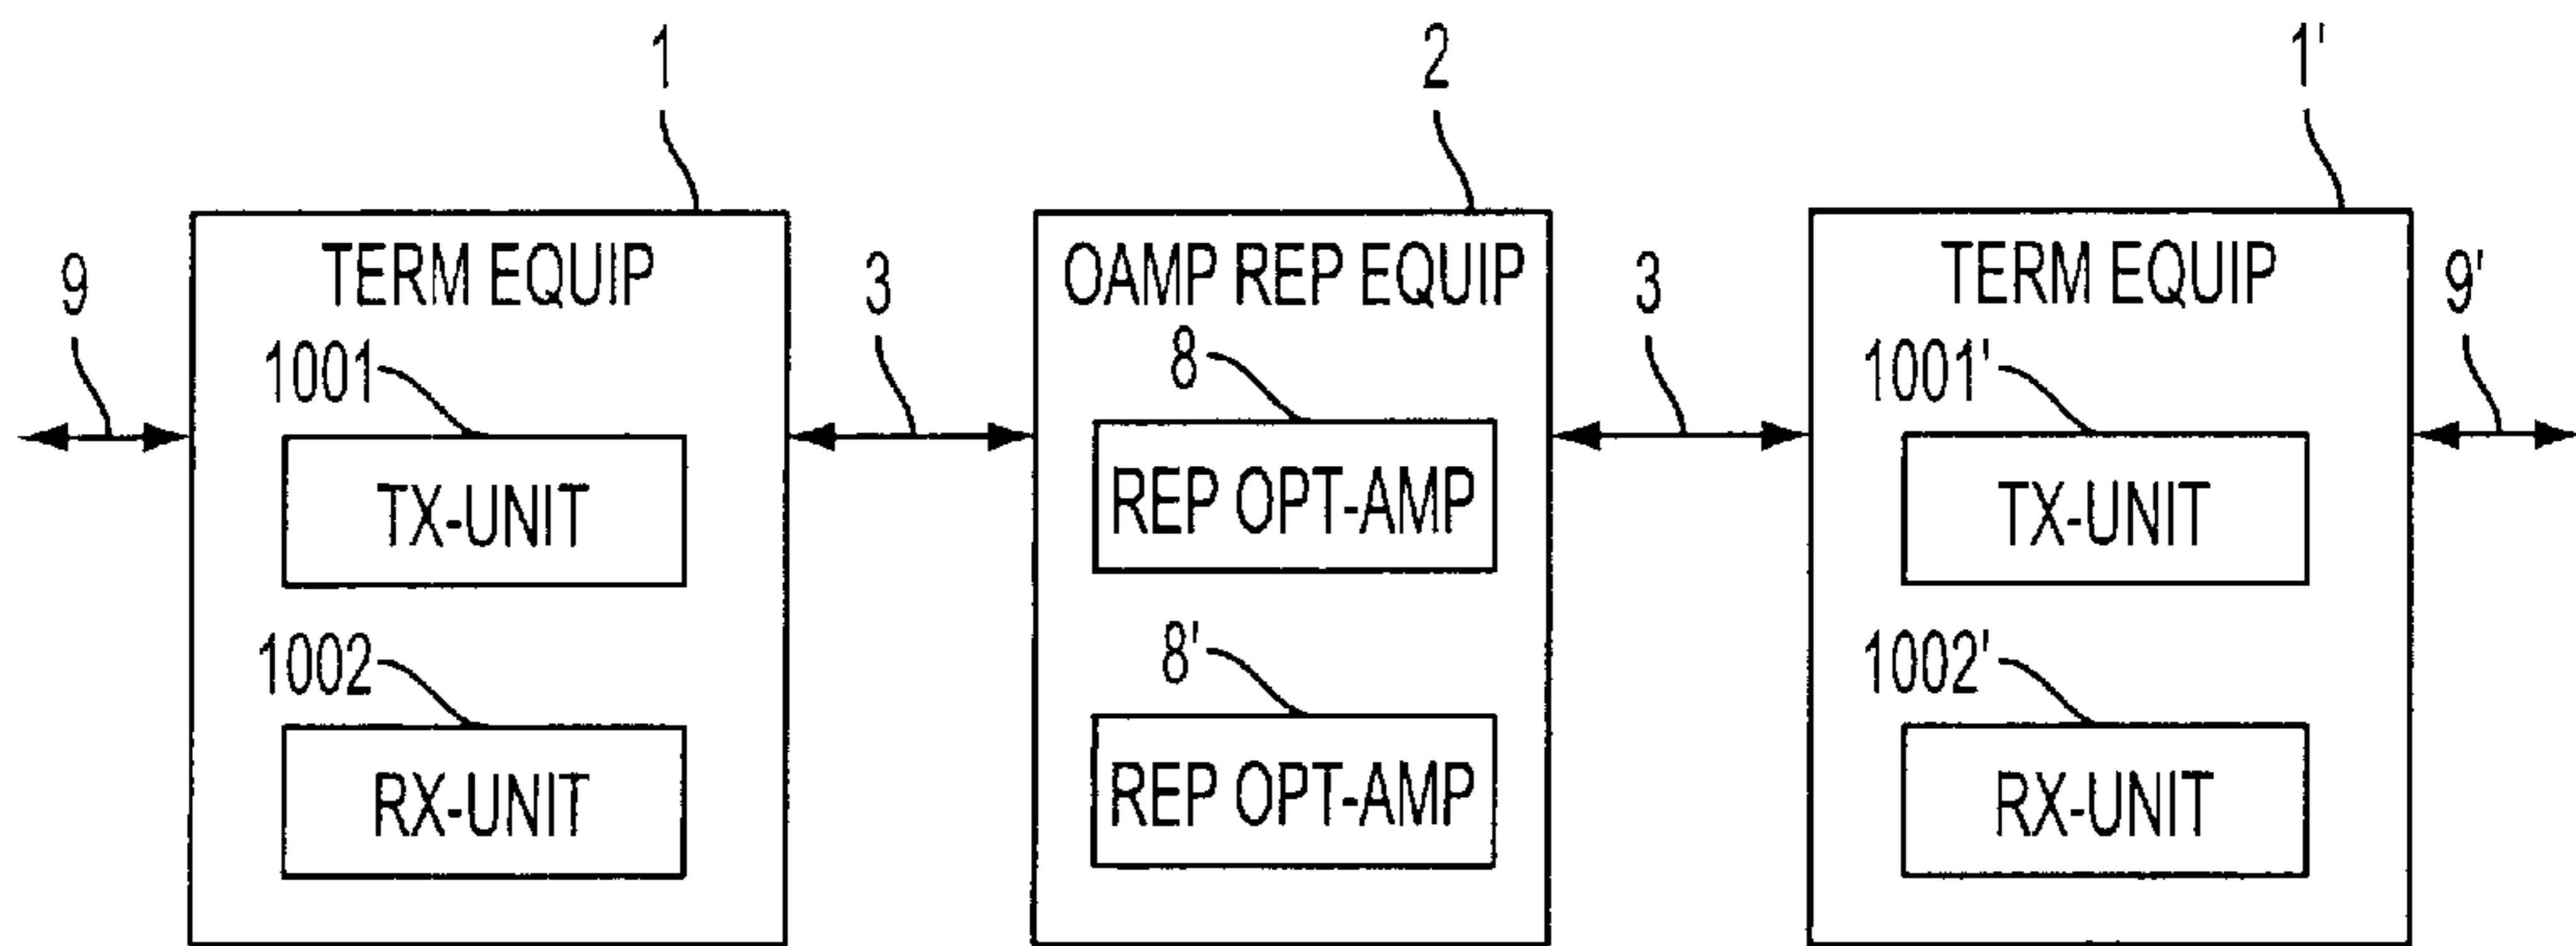 1
2
1'
TERM EQUIP
OAMP REP EQUIP
TERM EQUIP
9
3
3
9'
1001
8
1001'
TX-UNIT
REP OPT-AMP
TX-UNIT
1002
8'
1002'
RX-UNIT
REP OPT-AMP
RX-UNIT